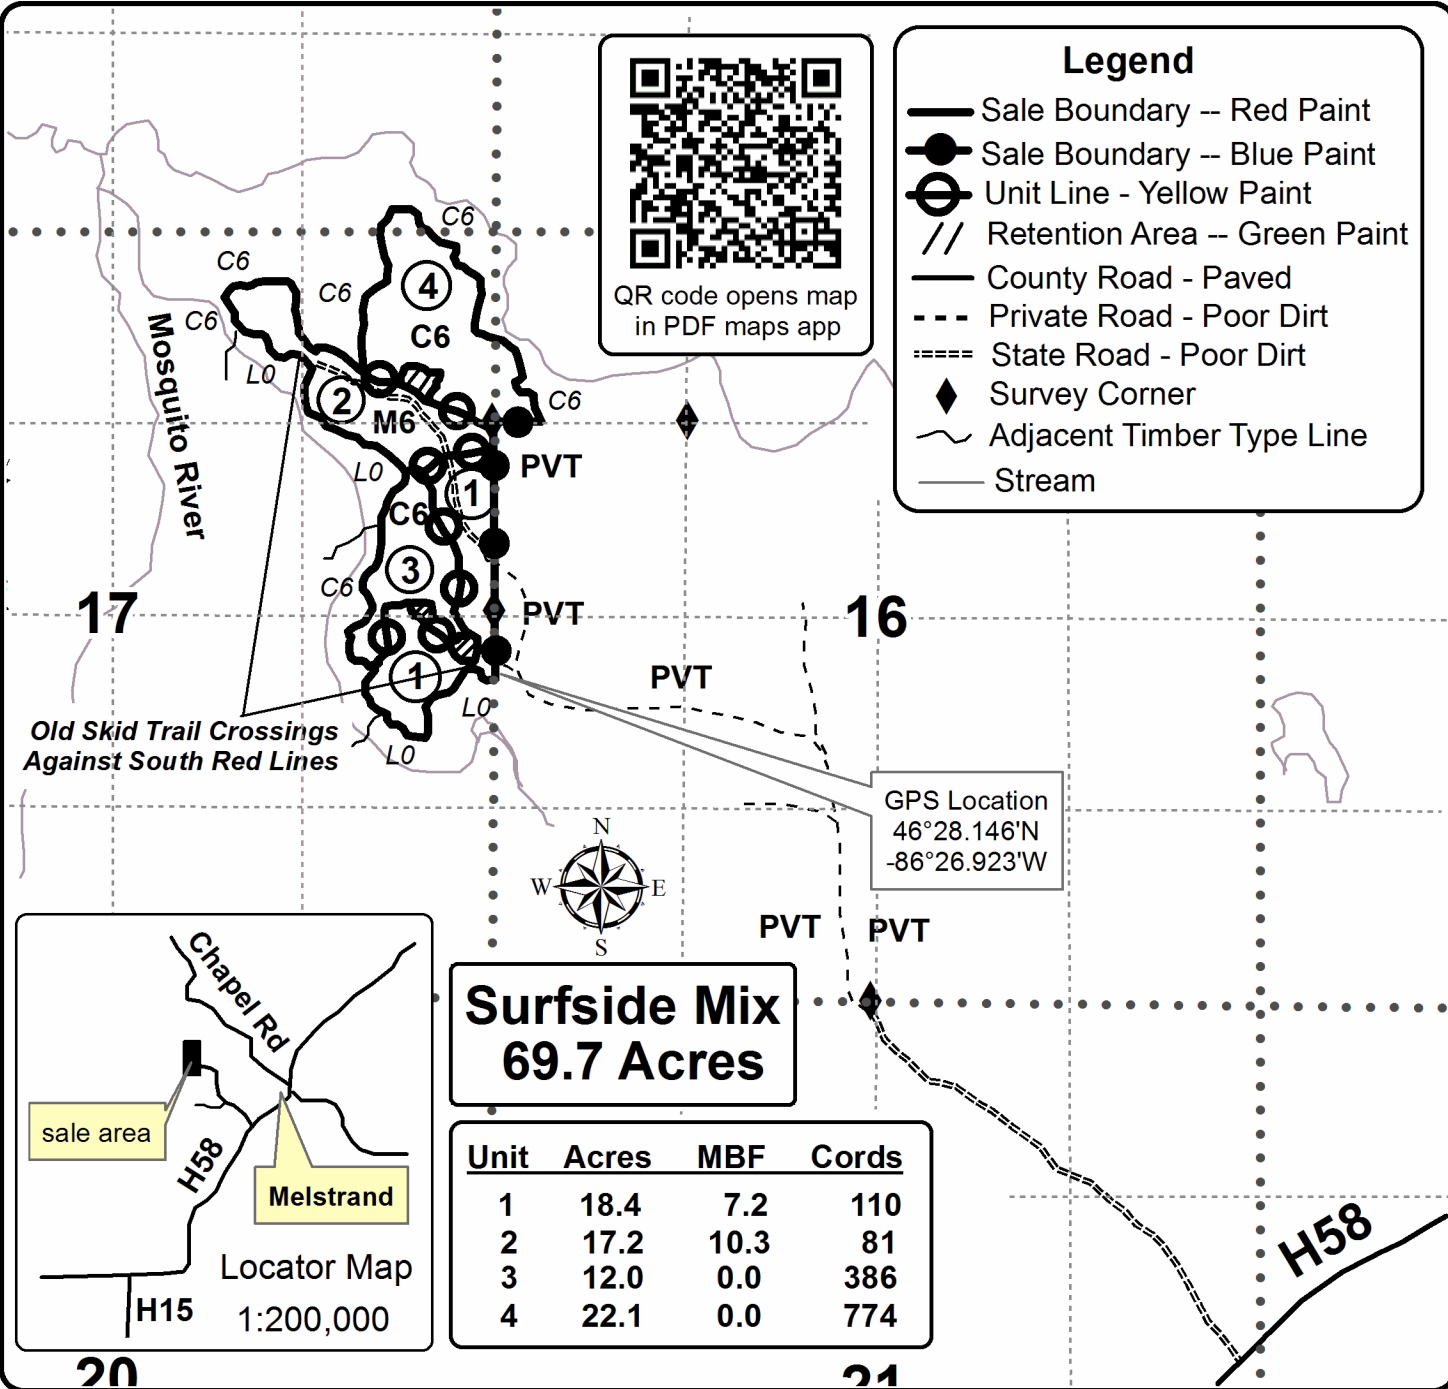 Legend
Sale Boundary -- Red Paint
Sale Boundary -- Blue Paint
Unit Line - Yellow Paint
Retention Area -- Green Paint
County Road - Paved
Private Road - Poor Dirt
State Road - Poor Dirt
Survey Corner
Adjacent Timber Type Line
Stream
QR code opens map
in PDF maps app
C6
C6
C6
C6
4
C6
L0
2
M6
C6
Mosquito River
L0
PVT
1
C6
3
C6
17
PVT
16
1
PVT
L0
L0
Old Skid Trail Crossings
Against South Red Lines
GPS Location
46°28.146'N
-86°26.923'W
N
W
E
S
PVT
PVT
Surfside Mix
69.7 Acres
Chapel Rd
sale area
H58
Melstrand
Locator Map
1:200,000
H15
Unit Acres MBF Cords
1 18.4 7.2 110
2 17.2 10.3 81
3 12.0 0.0 386
4 22.1 0.0 774
H58
20
21